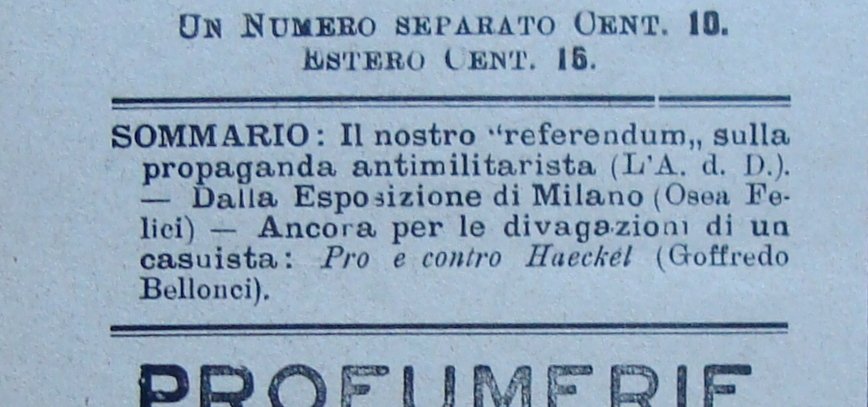 UN NUMERO SEPARATO CENT. 10.
ESTERO CENT. 15.
SOMMARIO: Il nostro “referendum„ sulla
propaganda antimilitarista (L'A. d. D.).
— Dalla Esposizione di Milano (Osea Fe-
lici) — Ancora per le divagazioni di un
casuista: Pro e contro Haeckel (Goffredo
Bellonci).
PROFUMERIE